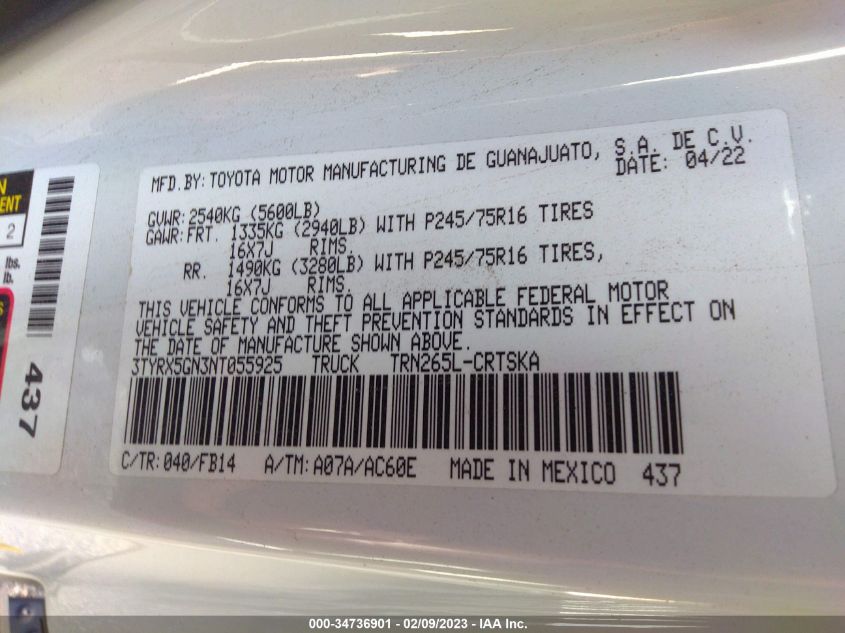 MFD.BY: TOYOTA MOTOR MANUFACTURING DE GUANAJUATO, S.A. DE C.V.
DATE: 04/22
GVWR: 2540KG (5600LB)
GAWR: FRT. 1335KG (2940LB) WITH P245/75R16 TIRES
16X7J RIMS.
RR. 1490KG (3280LB) WITH P245/75R16 TIRES,
16X7J RIMS.
THIS VEHICLE CONFORMS TO ALL APPLICABLE FEDERAL MOTOR
VEHICLE SAFETY AND THEFT PREVENTION STANDARDS IN EFFECT ON
THE DATE OF MANUFACTURE SHOWN ABOVE.
3TYRX5GN3NT055925 TRUCK TRN265L-CRTSKA
C/TR: 040/FB14 A/TM: A07A/AC60E MADE IN MEXICO 437
2
lbs.
lb.
437
000-34736901 - 02/09/2023 - IAA Inc.